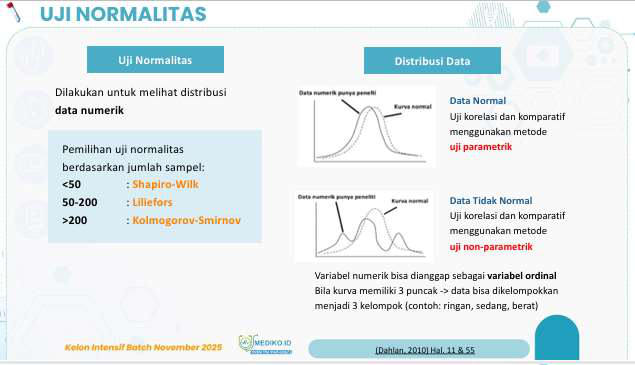 UJI NORMALITAS
Uji Normalitas
Dilakukan untuk melihat distribusi
data numerik
Pemilihan uji normalitas
berdasarkan jumlah sampel:
<50 : Shapiro-Wilk
50-200 : Liliefors
>200 : Kolmogorov-Smirnov
Distribusi Data
Data numerik punya peneliti
Kurva normal
Data Normal
Uji korelasi dan komparatif
menggunakan metode
uji parametrik
Data numerik punya peneliti
Kurva normal
Data Tidak Normal
Uji korelasi dan komparatif
menggunakan metode
uji non-parametrik
Variabel numerik bisa dianggap sebagai variabel ordinal
Bila kurva memiliki 3 puncak -> data bisa dikelompokkan
menjadi 3 kelompok (contoh: ringan, sedang, berat)
Kelon Intensif Batch November 2025
MEDIKO.ID
(Dahlan, 2010) Hal. 11 & 55